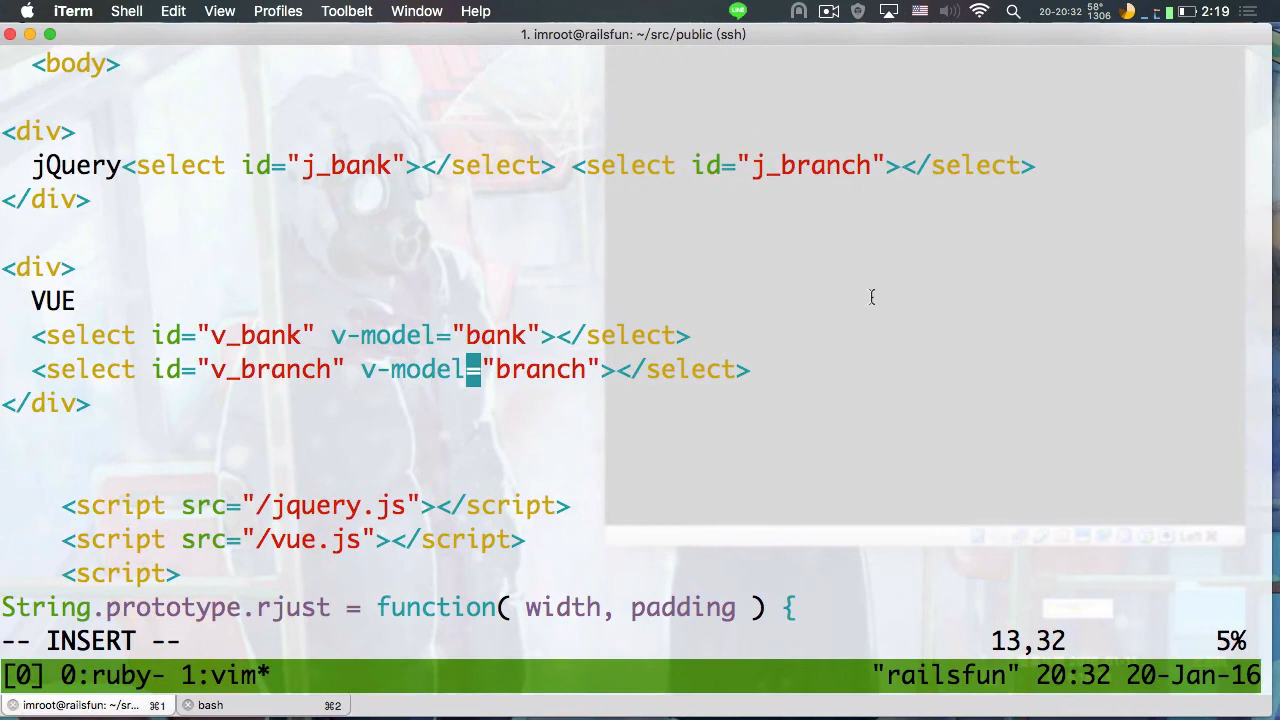 iTerm Shell Edit View Profiles Toolbelt Window Help LINE 20-20:32 58° 1306 2:19
1. imroot@railsfun: ~/src/public (ssh)
<body>
<div>
jQuery<select id="j_bank"></select> <select id="j_branch"></select>
</div>
<div>
VUE
<select id="v_bank" v-model="bank"></select>
<select id="v_branch" v-model="branch"></select>
</div>
<script src="/jquery.js"></script>
<script src="/vue.js"></script>
<script>
String.prototype.rjust = function( width, padding ) {
-- INSERT -- 13,32 5%
[0] 0:ruby- 1:vim* "railsfun" 20:32 20-Jan-16
imroot@railsfun: ~/sr... ⌘1 bash ⌘2